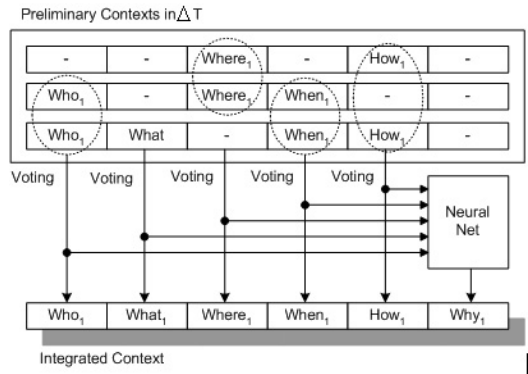 Preliminary Contexts in △ T
- - Where1 - How1 -
Who1 - Where1 When1 - -
Who1 What - When1 How1 -
Voting Voting Voting Voting Voting
Neural
Net
Who1 What1 Where1 When1 How1 Why1
Integrated Context